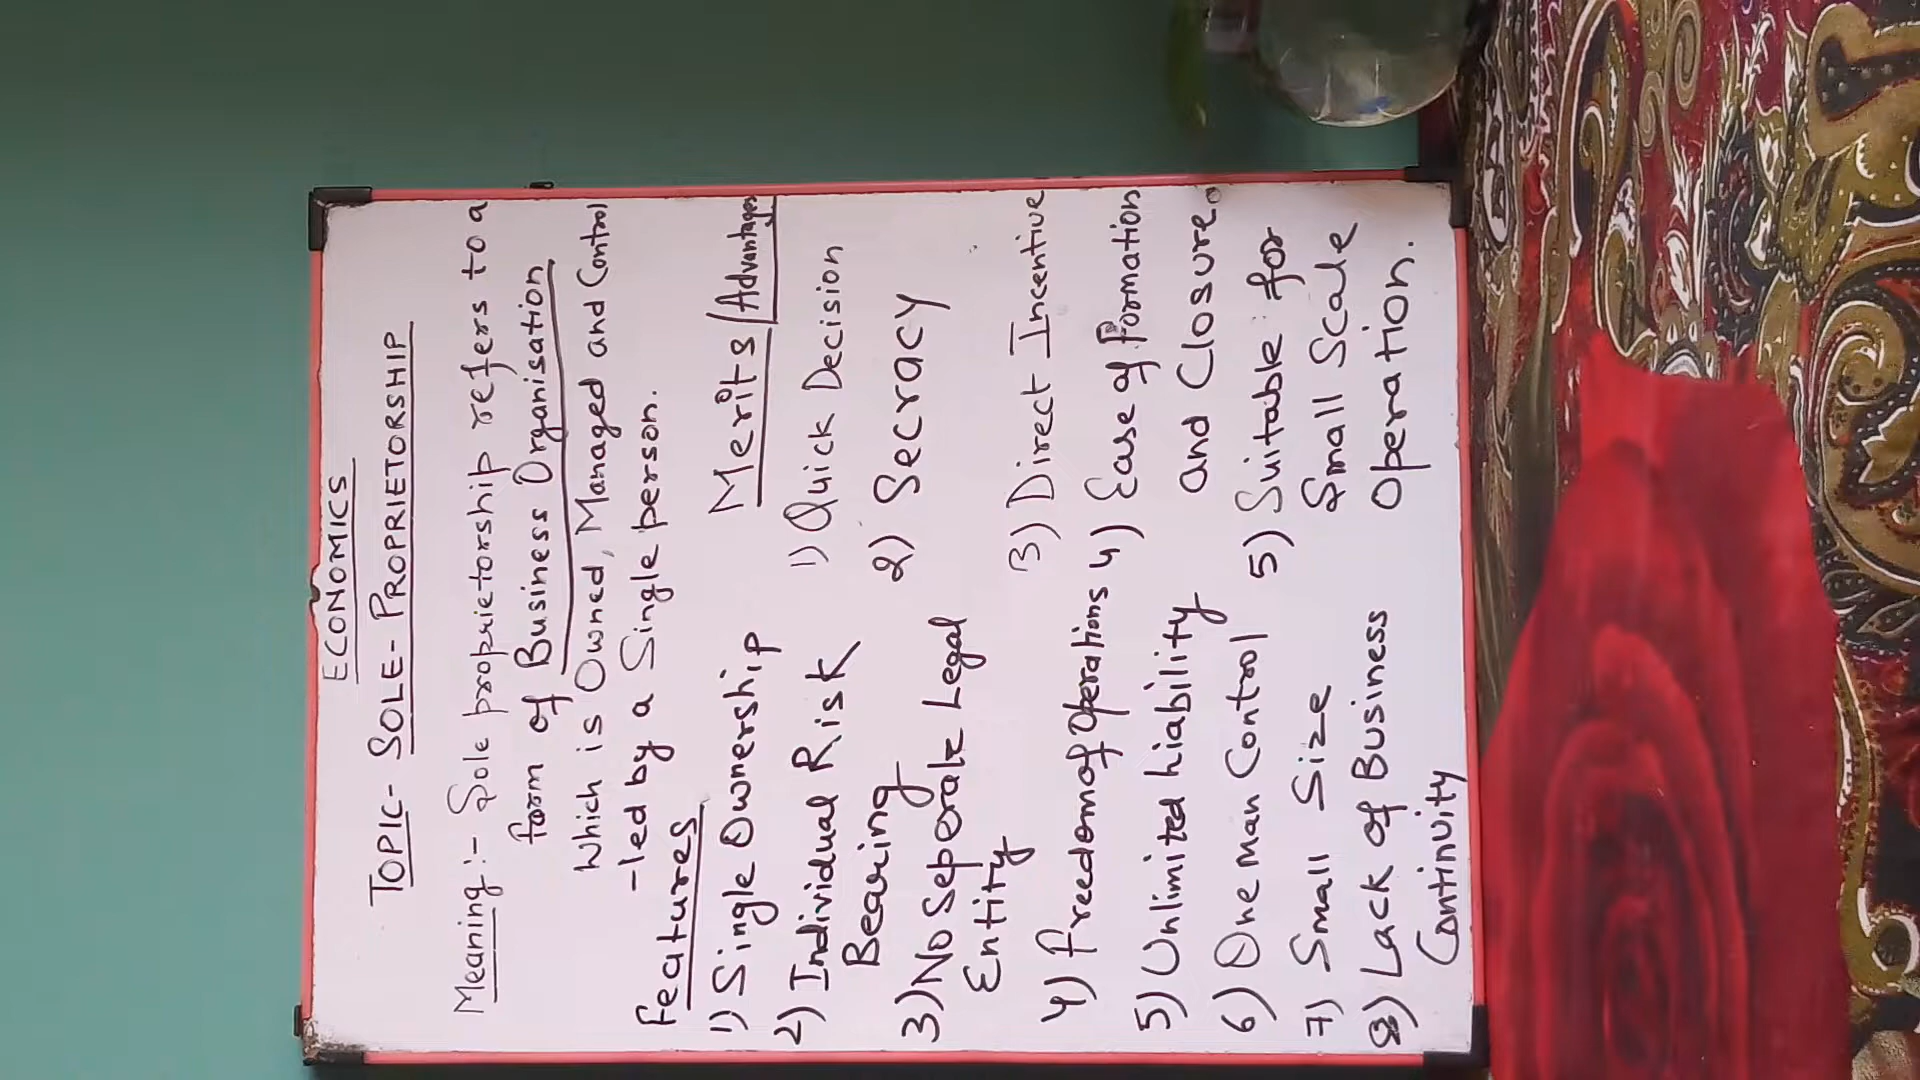 ECONOMICS
TOPIC- SOLE-PROPRIETORSHIP
Meaning:- Sole proprietorship refers to a
form of Business Organisation
which is Owned, Managed and Control
-led by a Single person.
Features
1) Single Ownership
2) Individual Risk
Bearing
3) No Seperate Legal
Entity
4) Freedom of Operations
5) Unlimited Liability
6) One man Control
7) Small Size
8) Lack of Business
Continuity
Merits/Advantages
1) Quick Decision
2) Secracy
3) Direct Incentive
4) Ease of Formation
and Closure.
5) Suitable for
Small Scale
Operation.